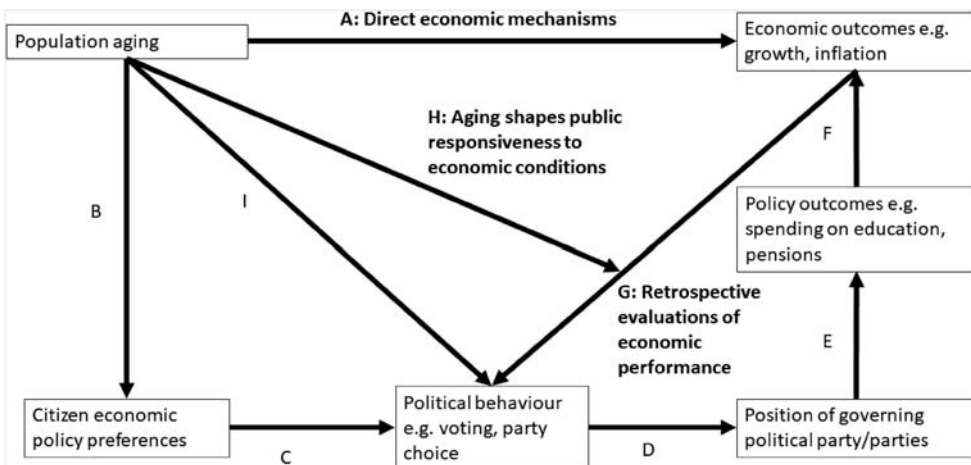 A: Direct economic mechanisms
Population aging
Economic outcomes e.g.
growth, inflation
H: Aging shapes public
responsiveness to
economic conditions
F
B
I
Policy outcomes e.g.
spending on education,
pensions
G: Retrospective
evaluations of
economic
performance
E
Citizen economic
policy preferences
C
Political behaviour
e.g. voting, party
choice
D
Position of governing
political party/parties